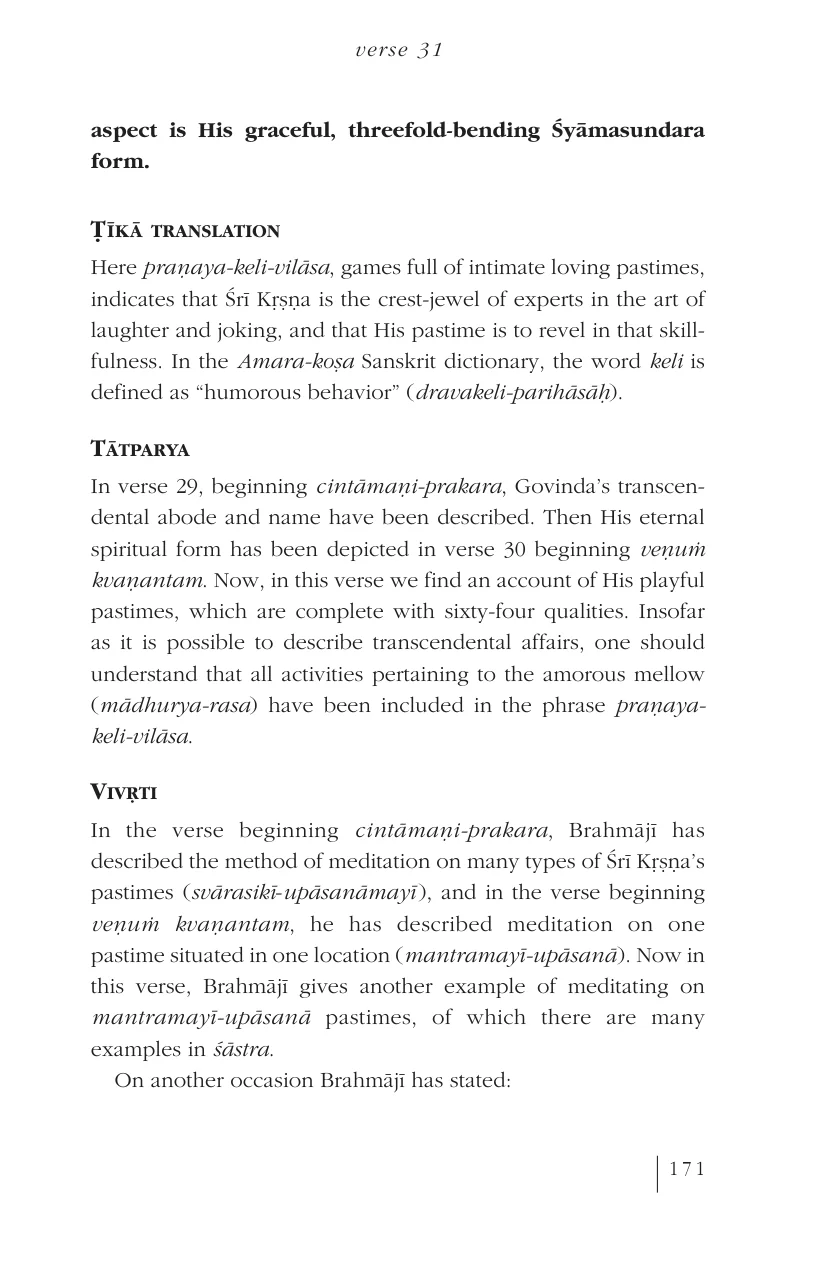 verse 31
aspect is His graceful, threefold-bending Śyāmasundara
form.
Ṭīkā translation
Here praṇaya-keli-vilāsa, games full of intimate loving pastimes,
indicates that Śrī Kṛṣṇa is the crest-jewel of experts in the art of
laughter and joking, and that His pastime is to revel in that skill-
fulness. In the Amara-koṣa Sanskrit dictionary, the word keli is
defined as “humorous behavior” (dravakeli-parihāsāḥ).
Tātparya
In verse 29, beginning cintāmaṇi-prakara, Govinda’s transcen-
dental abode and name have been described. Then His eternal
spiritual form has been depicted in verse 30 beginning veṇuṁ
kvaṇantam. Now, in this verse we find an account of His playful
pastimes, which are complete with sixty-four qualities. Insofar
as it is possible to describe transcendental affairs, one should
understand that all activities pertaining to the amorous mellow
(mādhurya-rasa) have been included in the phrase praṇaya-
keli-vilāsa.
Vivṛti
In the verse beginning cintāmaṇi-prakara, Brahmājī has
described the method of meditation on many types of Śrī Kṛṣṇa’s
pastimes (svārasikī-upāsanāmayī), and in the verse beginning
veṇuṁ kvaṇantam, he has described meditation on one
pastime situated in one location (mantramayī-upāsanā). Now in
this verse, Brahmājī gives another example of meditating on
mantramayī-upāsanā pastimes, of which there are many
examples in śāstra.
On another occasion Brahmājī has stated:
171